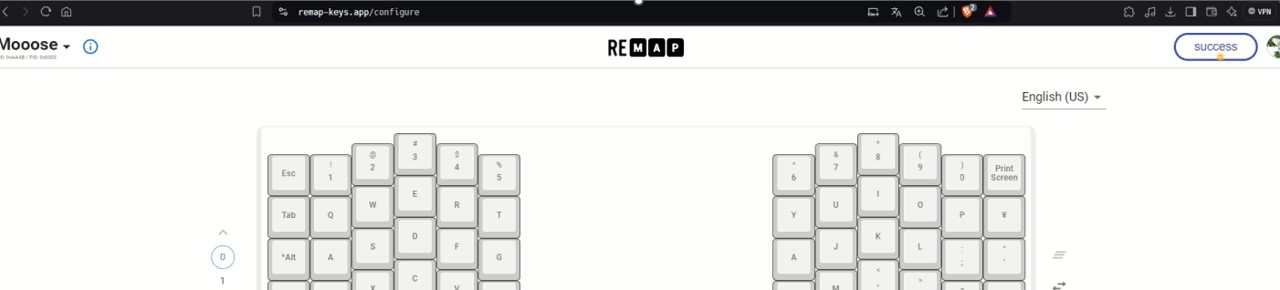 remap-keys.app/configure
2
VPN
Mooose
REMAP
success
English (US)
Esc ! 1 @ 2 # 3 $ 4 % 5 ^ 6 & 7 * 8 ( 9 ) 0 Print Screen
Tab Q W E R T Y U I O P ¥
*Alt A S D F G A J K L : ; "
X C V M < , >
0
1